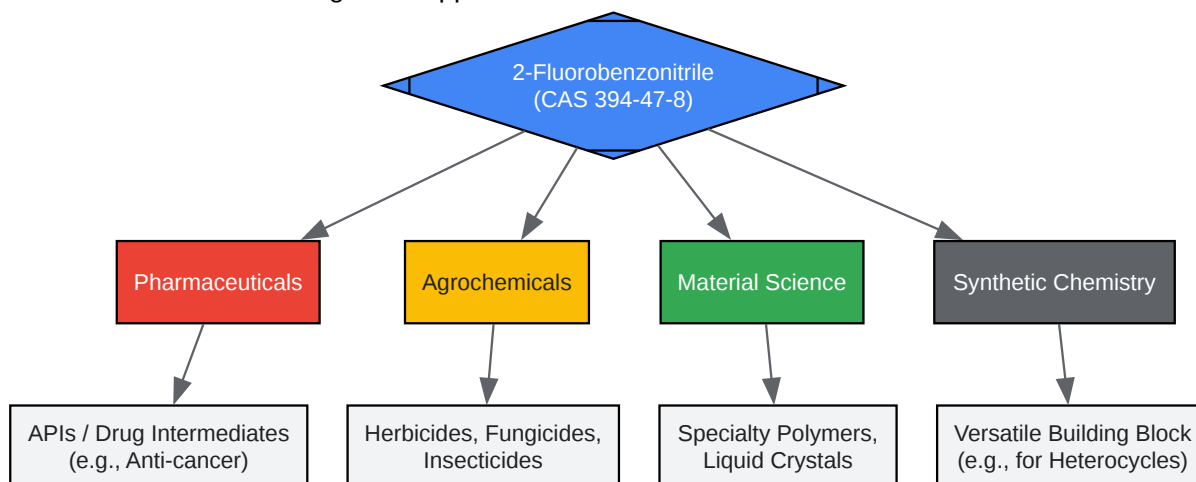 2-Fluorobenzonitrile
(CAS 394-47-8)
Pharmaceuticals
Agrochemicals
Material Science
Synthetic Chemistry
APIs / Drug Intermediates
(e.g., Anti-cancer)
Herbicides, Fungicides,
Insecticides
Specialty Polymers,
Liquid Crystals
Versatile Building Block
(e.g., for Heterocycles)